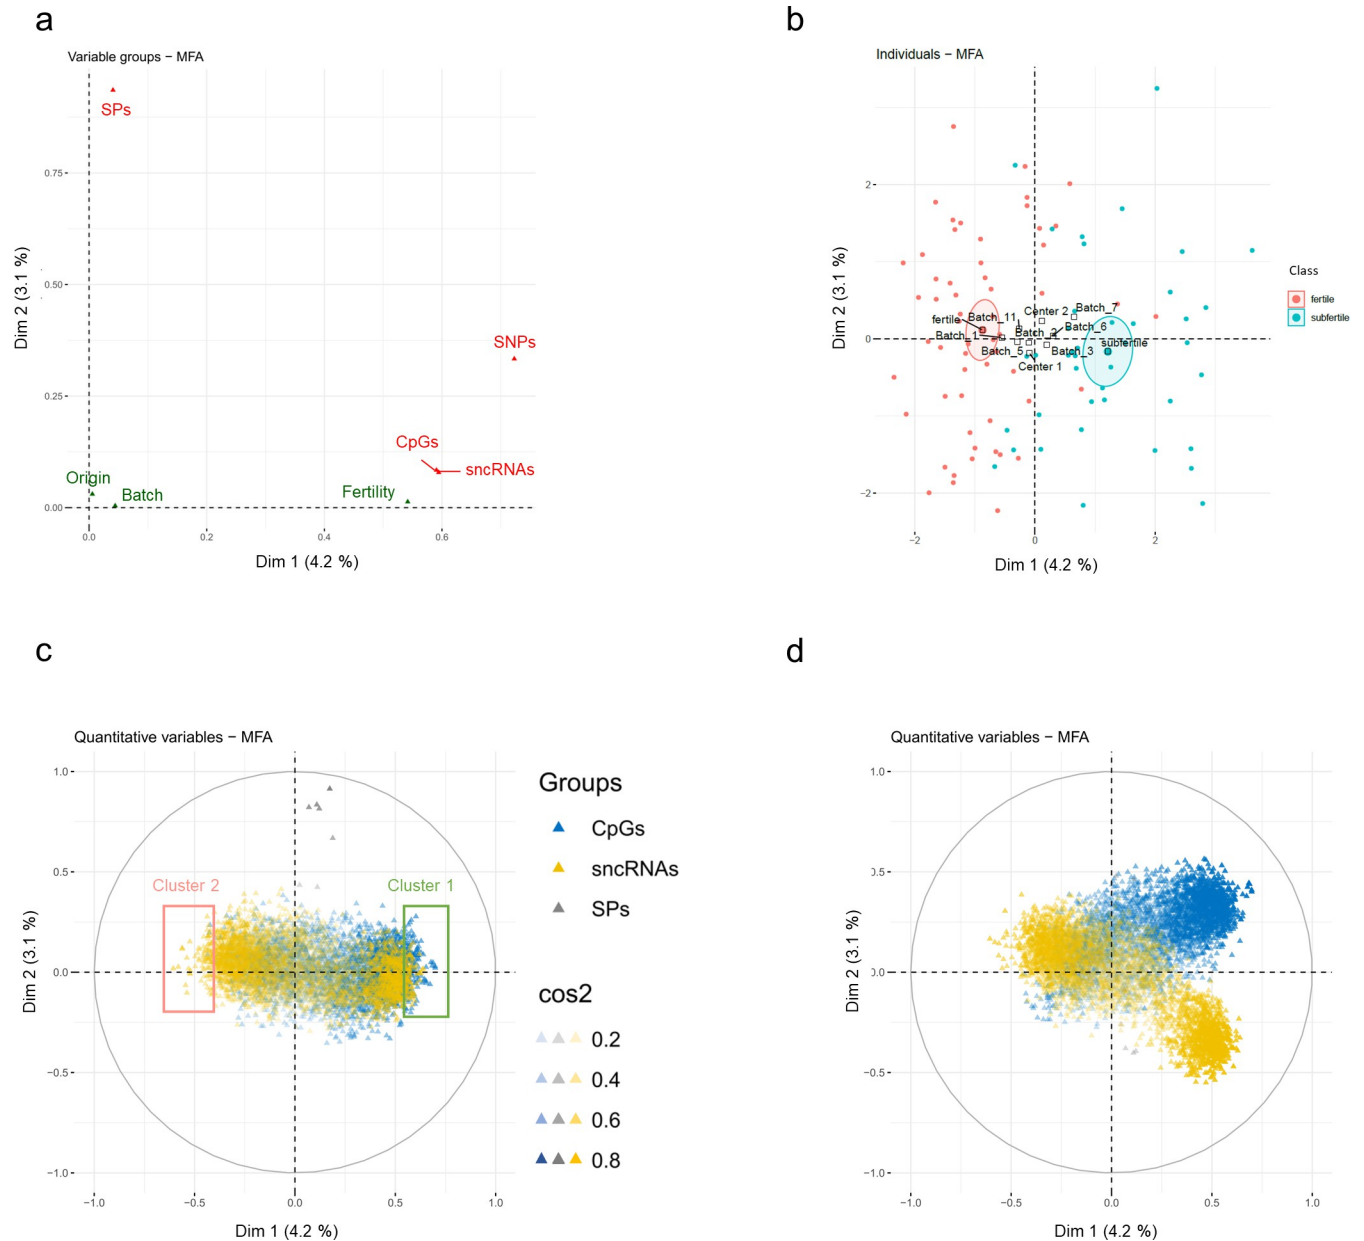 a
Variable groups − MFA
SPs
0.75
SNPs
0.50
0.25
CpGs
sncRNAs
Origin
Batch
Fertility
0.00
0.0
0.2
0.4
0.6
Dim 1 (4.2 %)
Dim 2 (3.1 %)
b
Individuals − MFA
2
0
−2
fertile
Batch_11
Center 2
Batch_7
Batch_1
Batch_2
Batch_6
Batch_5
Batch_3
subfertile
Center 1
−2
0
2
Dim 1 (4.2 %)
Dim 2 (3.1 %)
Class
fertile
subfertile
c
Quantitative variables − MFA
1.0
0.5
0.0
−0.5
−1.0
Cluster 2
Cluster 1
−1.0
−0.5
0.0
0.5
1.0
Dim 1 (4.2 %)
Dim 2 (3.1 %)
Groups
CpGs
sncRNAs
SPs
cos2
0.2
0.4
0.6
0.8
d
Quantitative variables − MFA
1.0
0.5
0.0
−0.5
−1.0
−1.0
−0.5
0.0
0.5
1.0
Dim 1 (4.2 %)
Dim 2 (3.1 %)